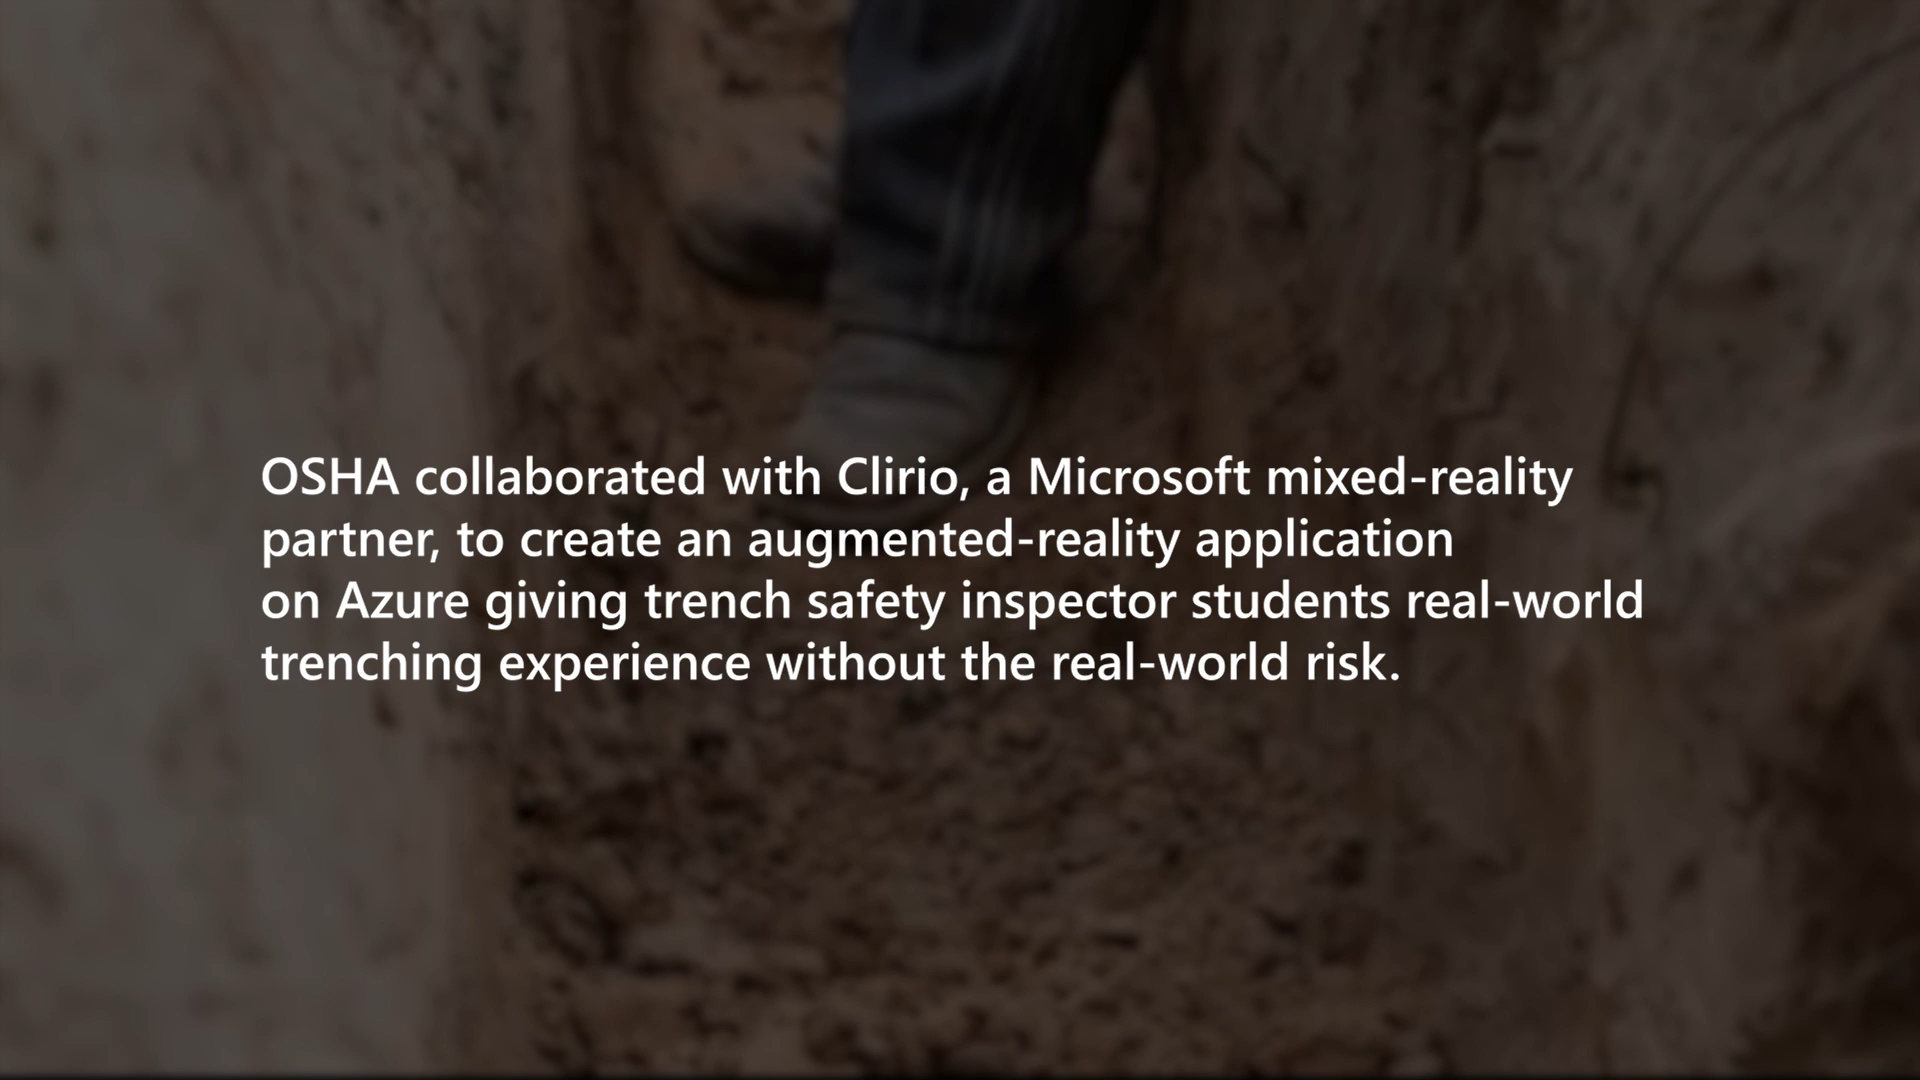 OSHA collaborated with Clirio, a Microsoft mixed-reality
partner, to create an augmented-reality application
on Azure giving trench safety inspector students real-world
trenching experience without the real-world risk.